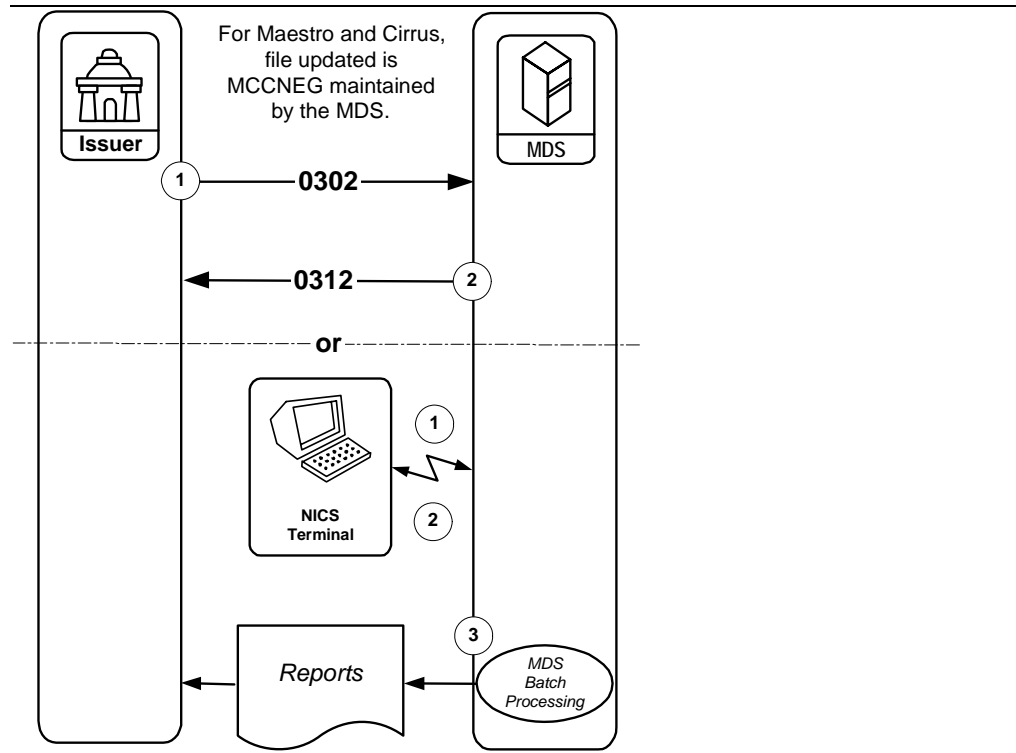 For Maestro and Cirrus,
file updated is
MCCNEG maintained
by the MDS.
Issuer
MDS
1
0302
0312
2
or
1
NICS
Terminal
2
3
Reports
MDS
Batch
Processing